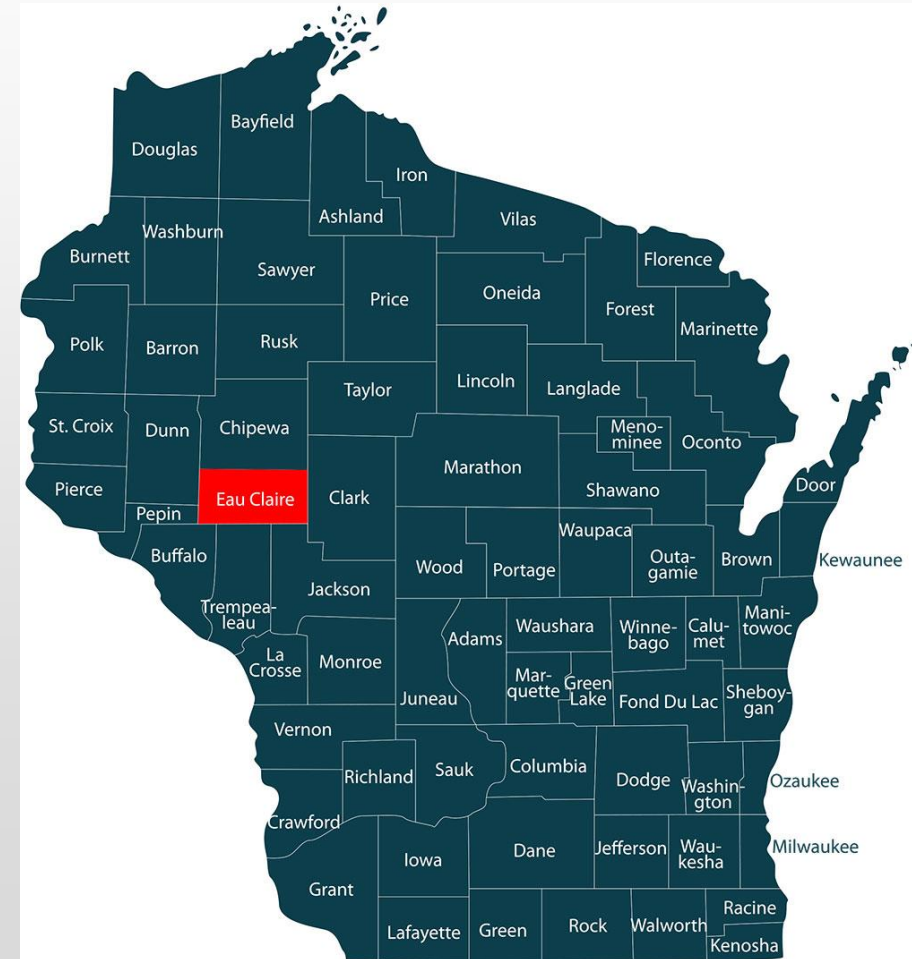 Bayfield
Douglas
Iron
Ashland
Vilas
Washburn
Burnett
Sawyer
Florence
Price
Oneida
Forest
Marinette
Polk
Barron
Rusk
Taylor
Lincoln
Langlade
St. Croix
Dunn
Chipewa
Meno-
minee
Oconto
Marathon
Pierce
Eau Claire
Clark
Shawano
Door
Pepin
Waupaca
Buffalo
Wood
Portage
Outa-
gamie
Brown
Kewaunee
Jackson
Trempea-
leau
Adams
Waushara
Winne-
bago
Calu-
met
Mani-
towoc
La
Crosse
Monroe
Juneau
Mar-
quette
Green
Lake
Fond Du Lac
Sheboy-
gan
Vernon
Richland
Sauk
Columbia
Dodge
Washin-
gton
Ozaukee
Crawford
Iowa
Dane
Jefferson
Wau-
kesha
Milwaukee
Grant
Lafayette
Green
Rock
Walworth
Racine
Kenosha